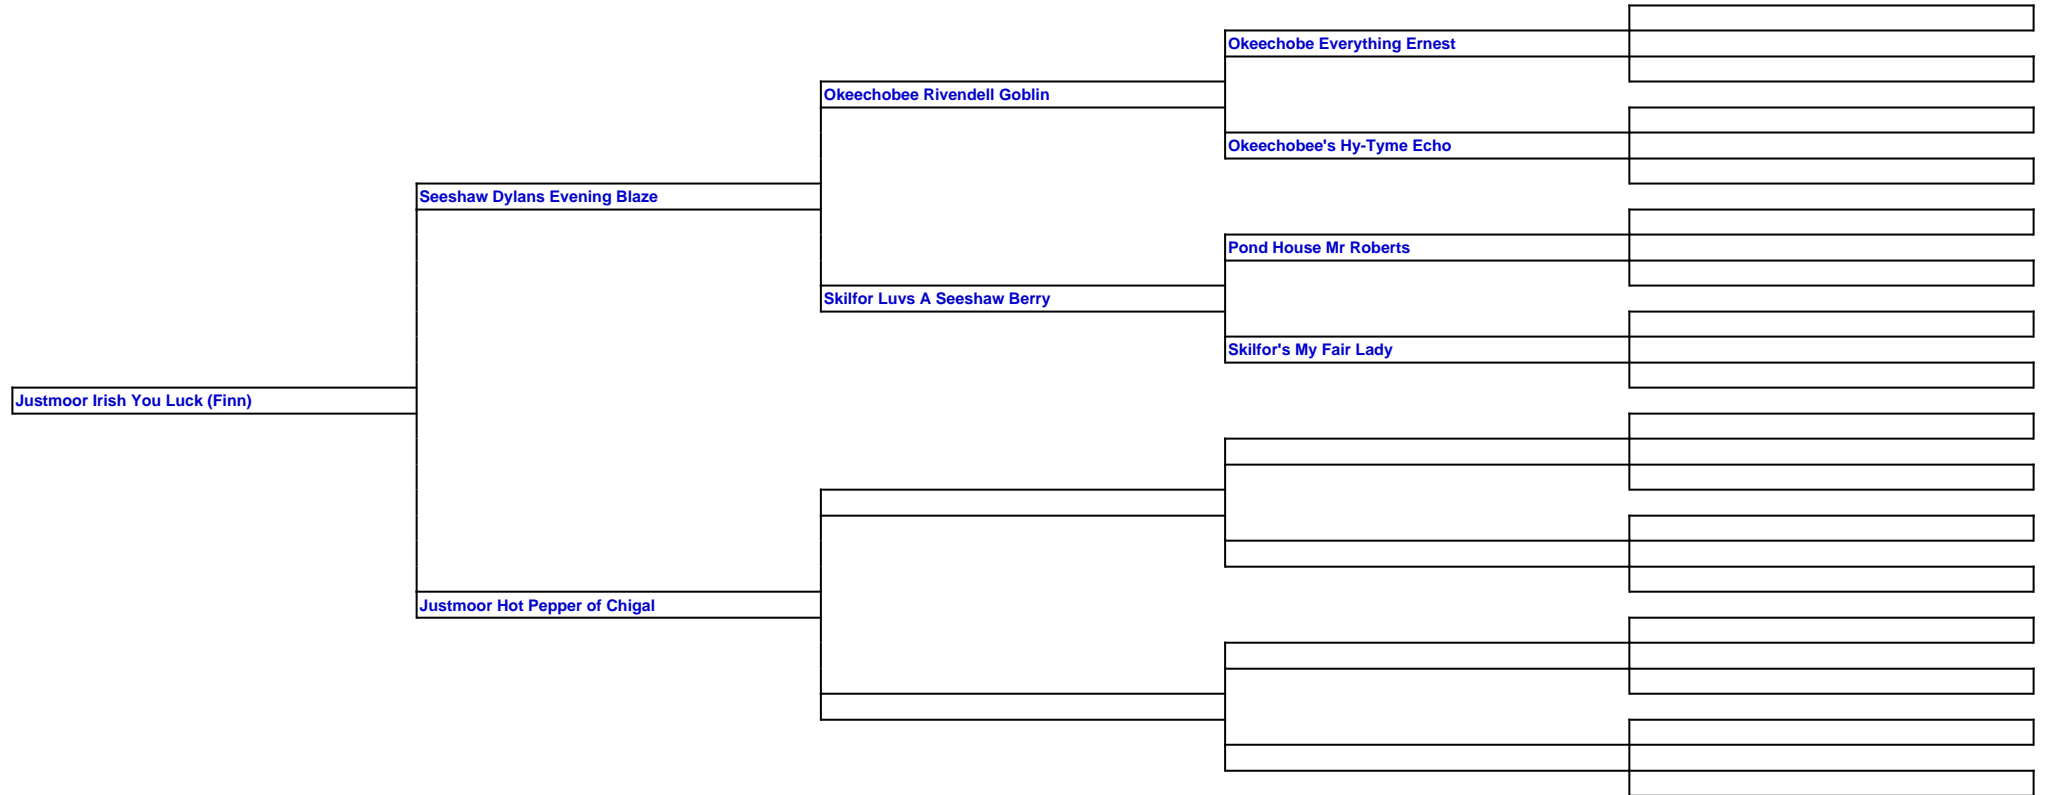 Okeechobe Everything Ernest
Okeechobee Rivendell Goblin
Okeechobee's Hy-Tyme Echo
Seeshaw Dylans Evening Blaze
Pond House Mr Roberts
Skilfor Luvs A Seeshaw Berry
Skilfor's My Fair Lady
Justmoor Irish You Luck (Finn)
Justmoor Hot Pepper of Chigal